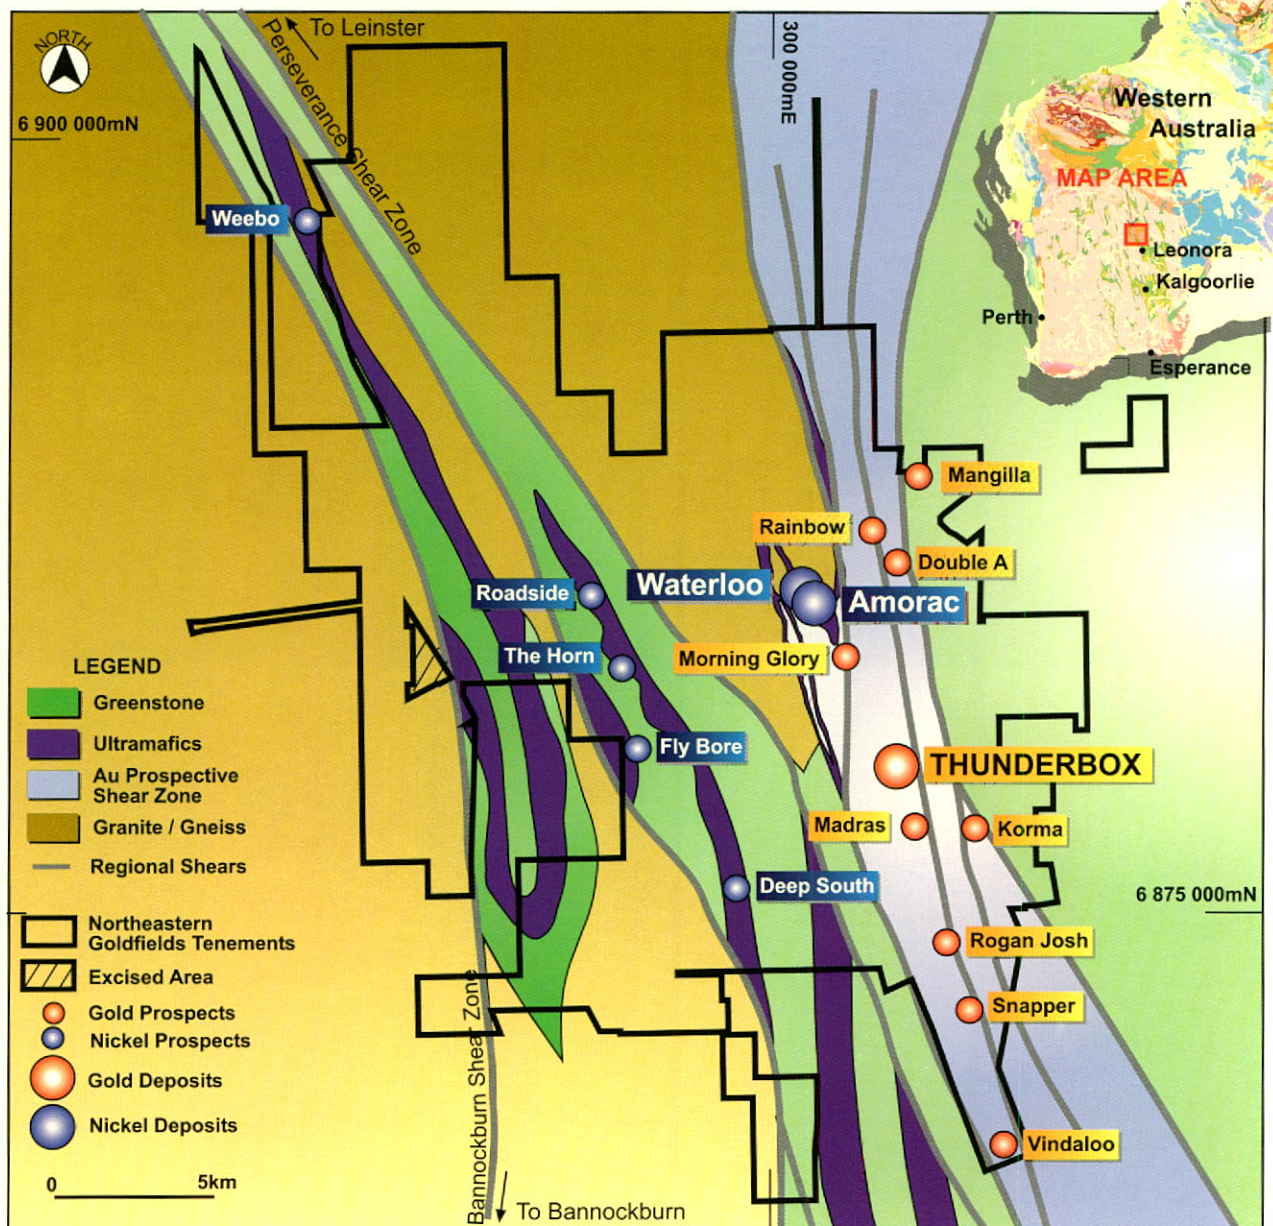 To Leinster
NORTH
Perseverance Shear Zone
300 000mE
6 900 000mN
Western
Australia
MAP AREA
Leonora
Kalgoorlie
Perth
Esperance
Weebo
Mangilla
Rainbow
Double A
Waterloo
Roadside
Amorac
The Horn
Morning Glory
Fly Bore
THUNDERBOX
Madras
Korma
Deep South
6 875 000mN
Rogan Josh
Snapper
Vindaloo
LEGEND
Greenstone
Ultramafics
Au Prospective
Shear Zone
Granite / Gneiss
Regional Shears
Northeastern
Goldfields Tenements
Excised Area
Gold Prospects
Nickel Prospects
Gold Deposits
Nickel Deposits
0 5km
Bannockburn Shear Zone
To Bannockburn